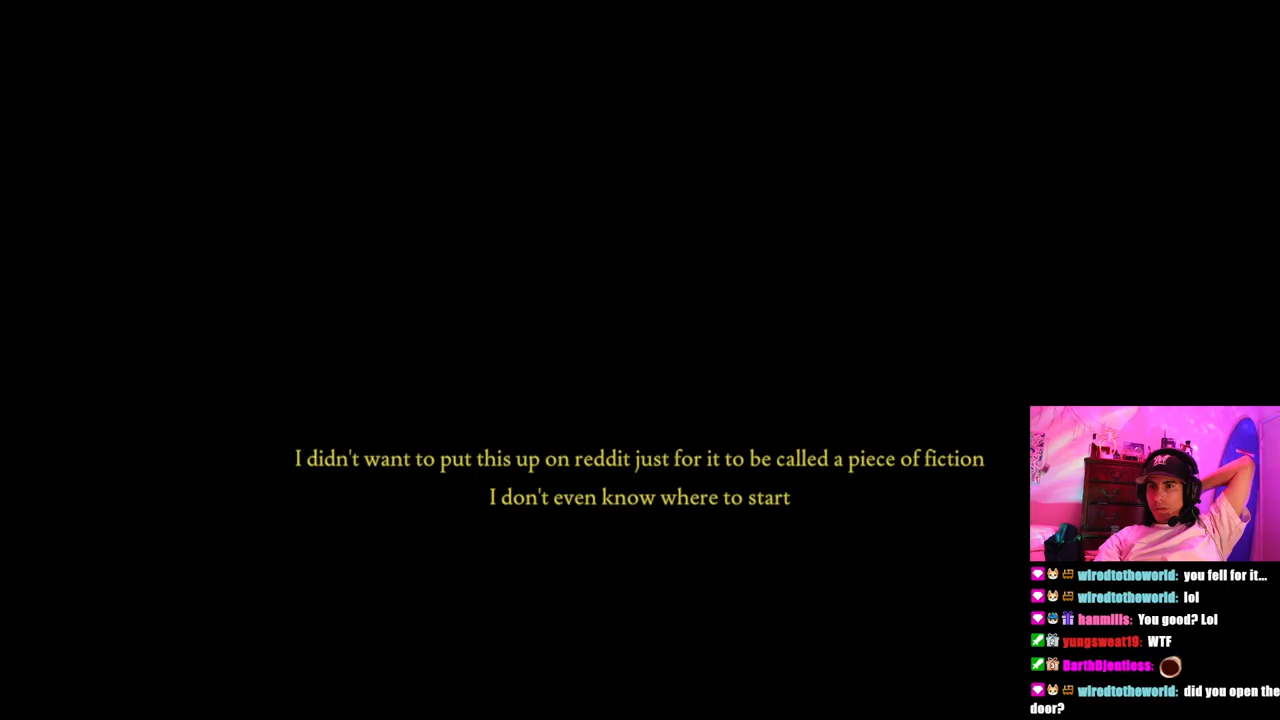 I didn't want to put this up on reddit just for it to be called a piece of fiction
I don't even know where to start
wiredtotheworld: you fell for it...
wiredtotheworld: lol
hanmills: You good? Lol
yungsweat19: WTF
DarthDjentless:
wiredtotheworld: did you open the
door?